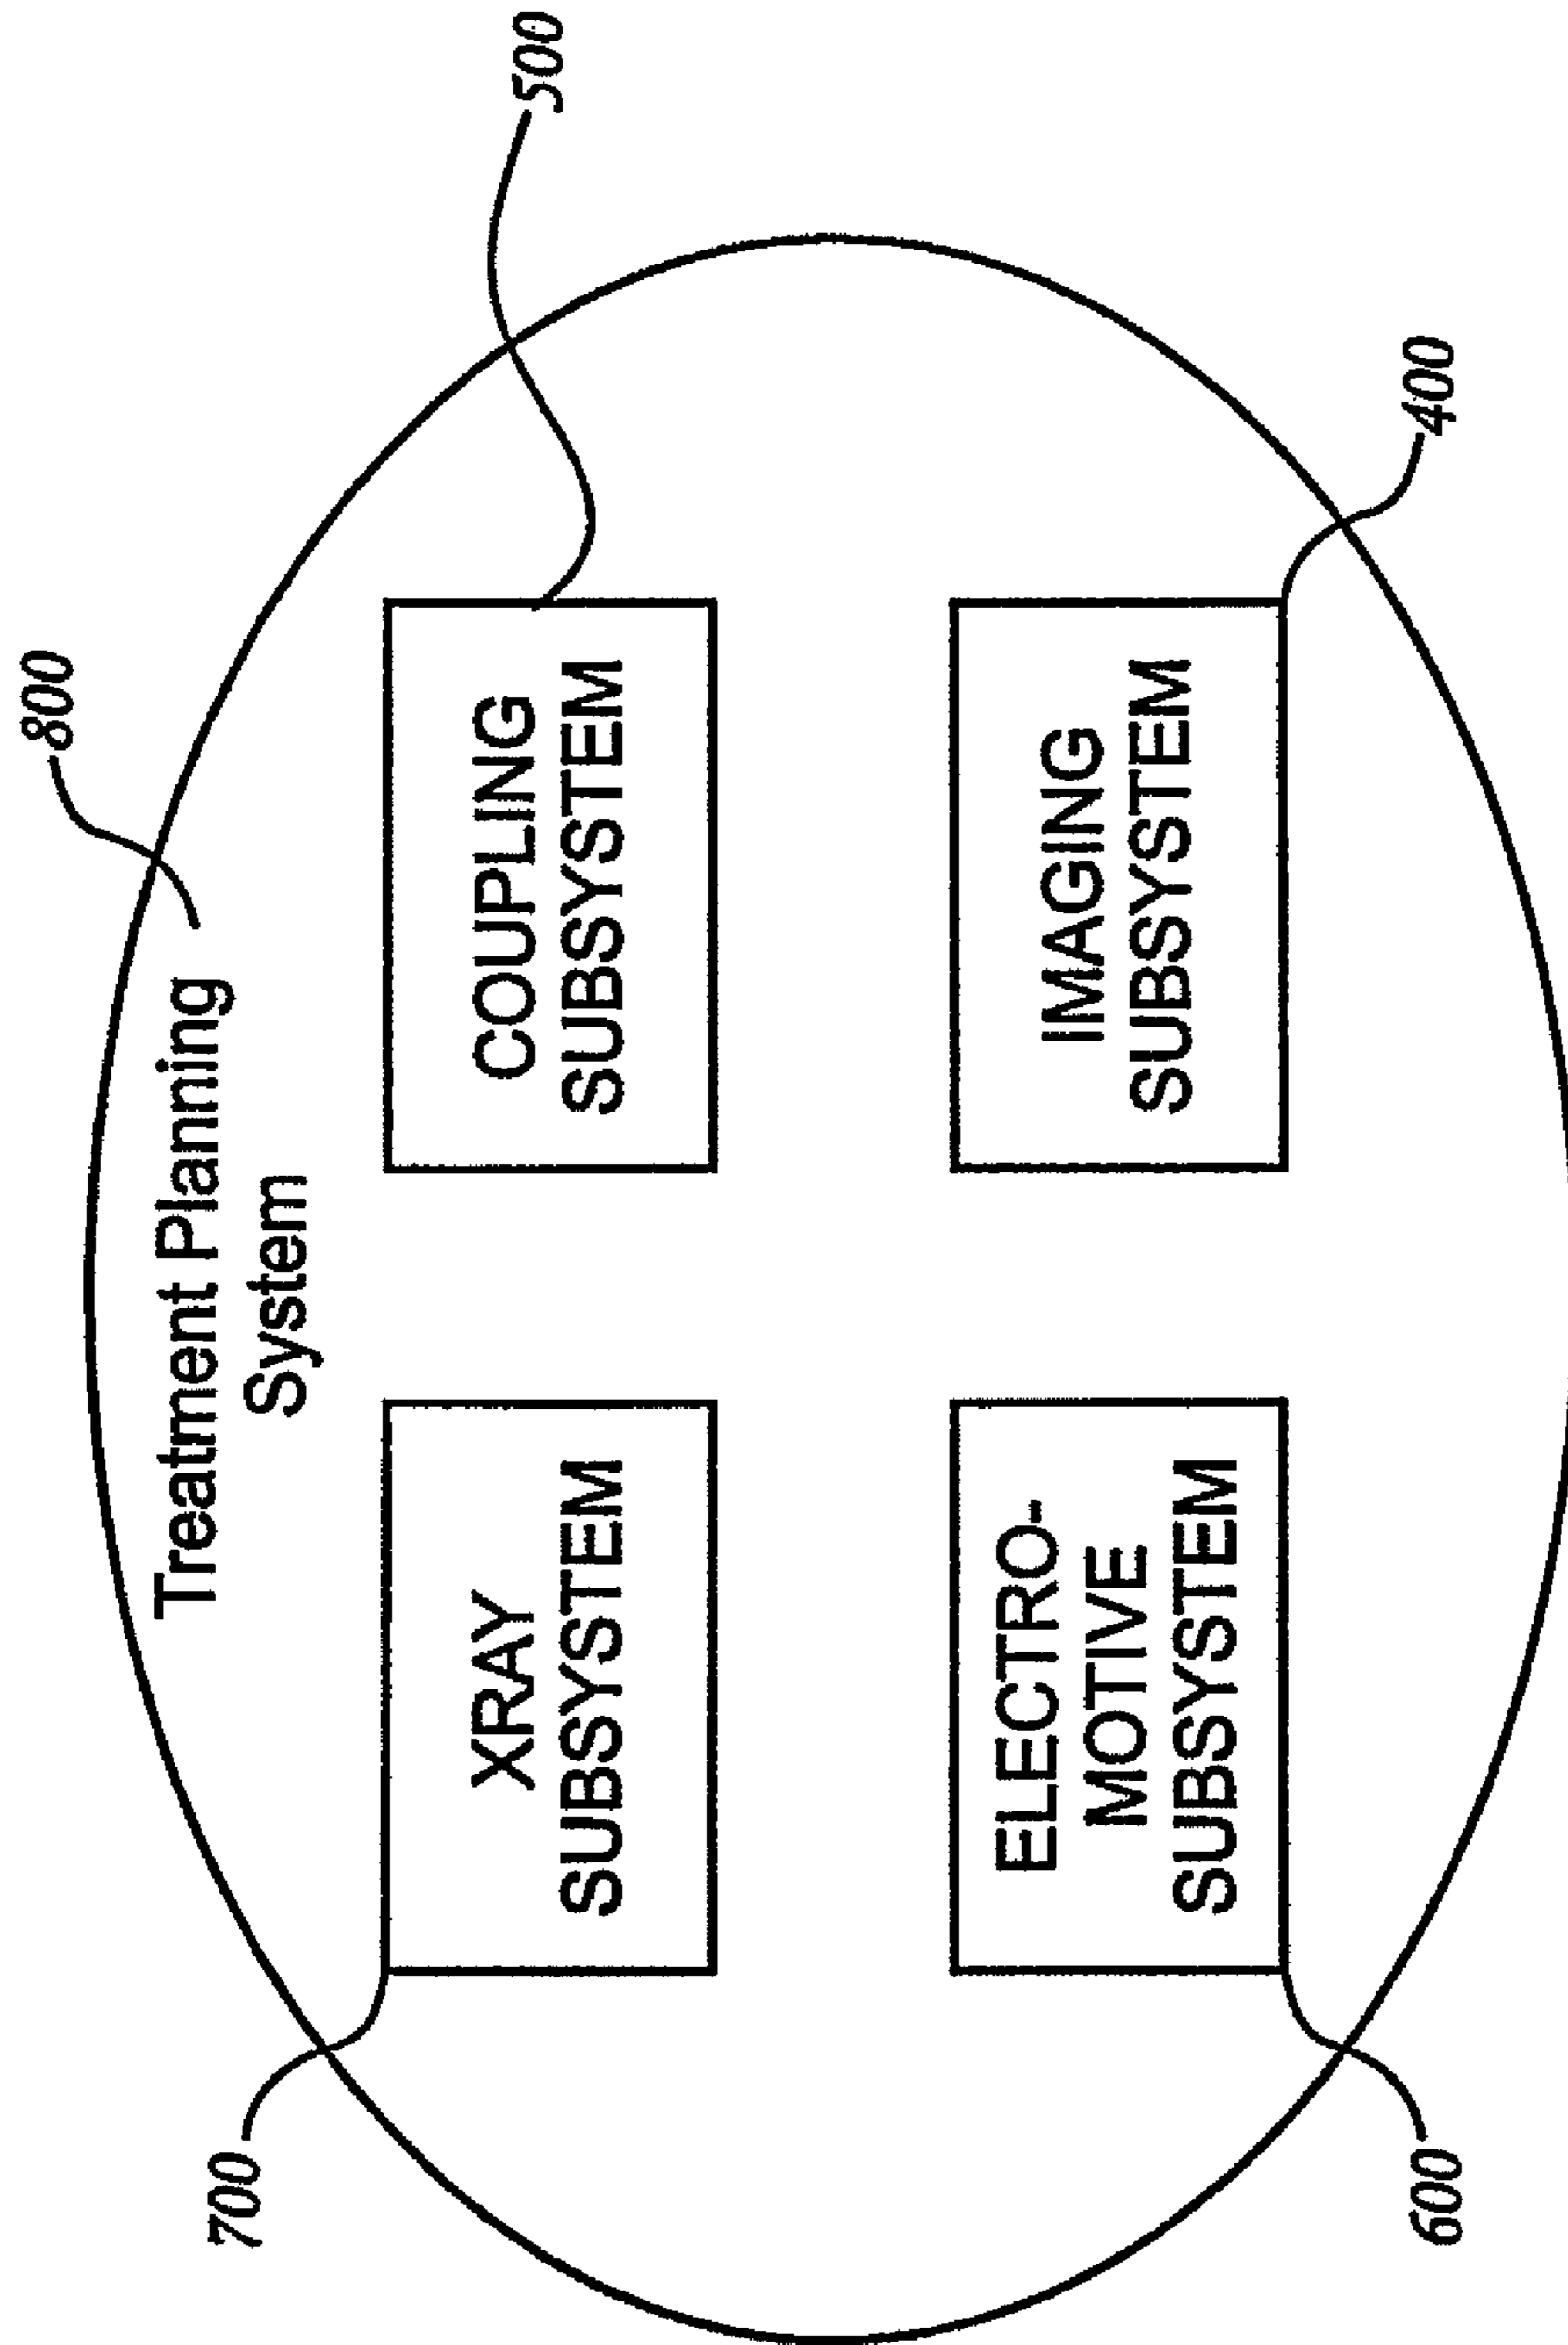 800
Treatment Planning
System
500
700
XRAY
SUBSYSTEM
COUPLING
SUBSYSTEM
ELECTRO-
MOTIVE
SUBSYSTEM
IMAGING
SUBSYSTEM
600
400